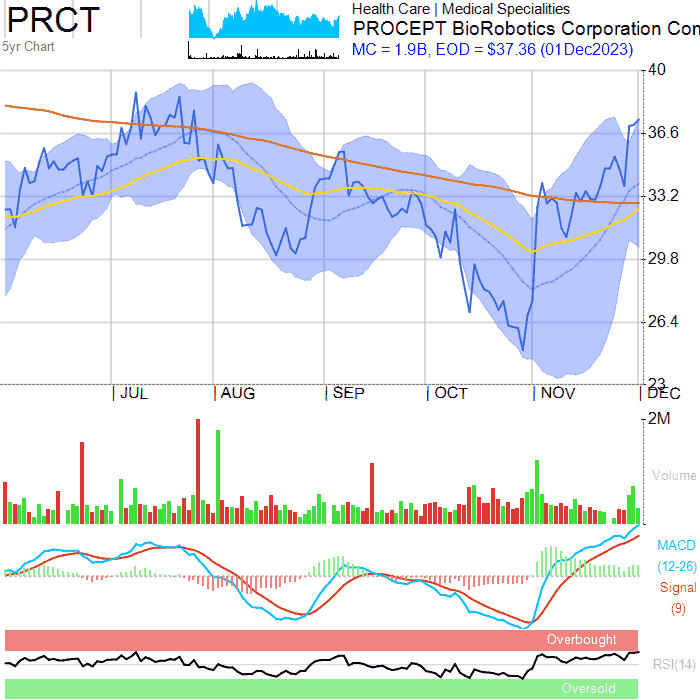 PRCT
5yr Chart
Health Care | Medical Specialities
PROCEPT BioRobotics Corporation Con
MC = 1.9B, EOD = $37.36 (01Dec2023)
40
36.6
33.2
29.8
26.4
23
JUL AUG SEP OCT NOV DEC
2M
Volume
MACD
(12-26)
Signal
(9)
Overbought
RSI(14)
Oversold